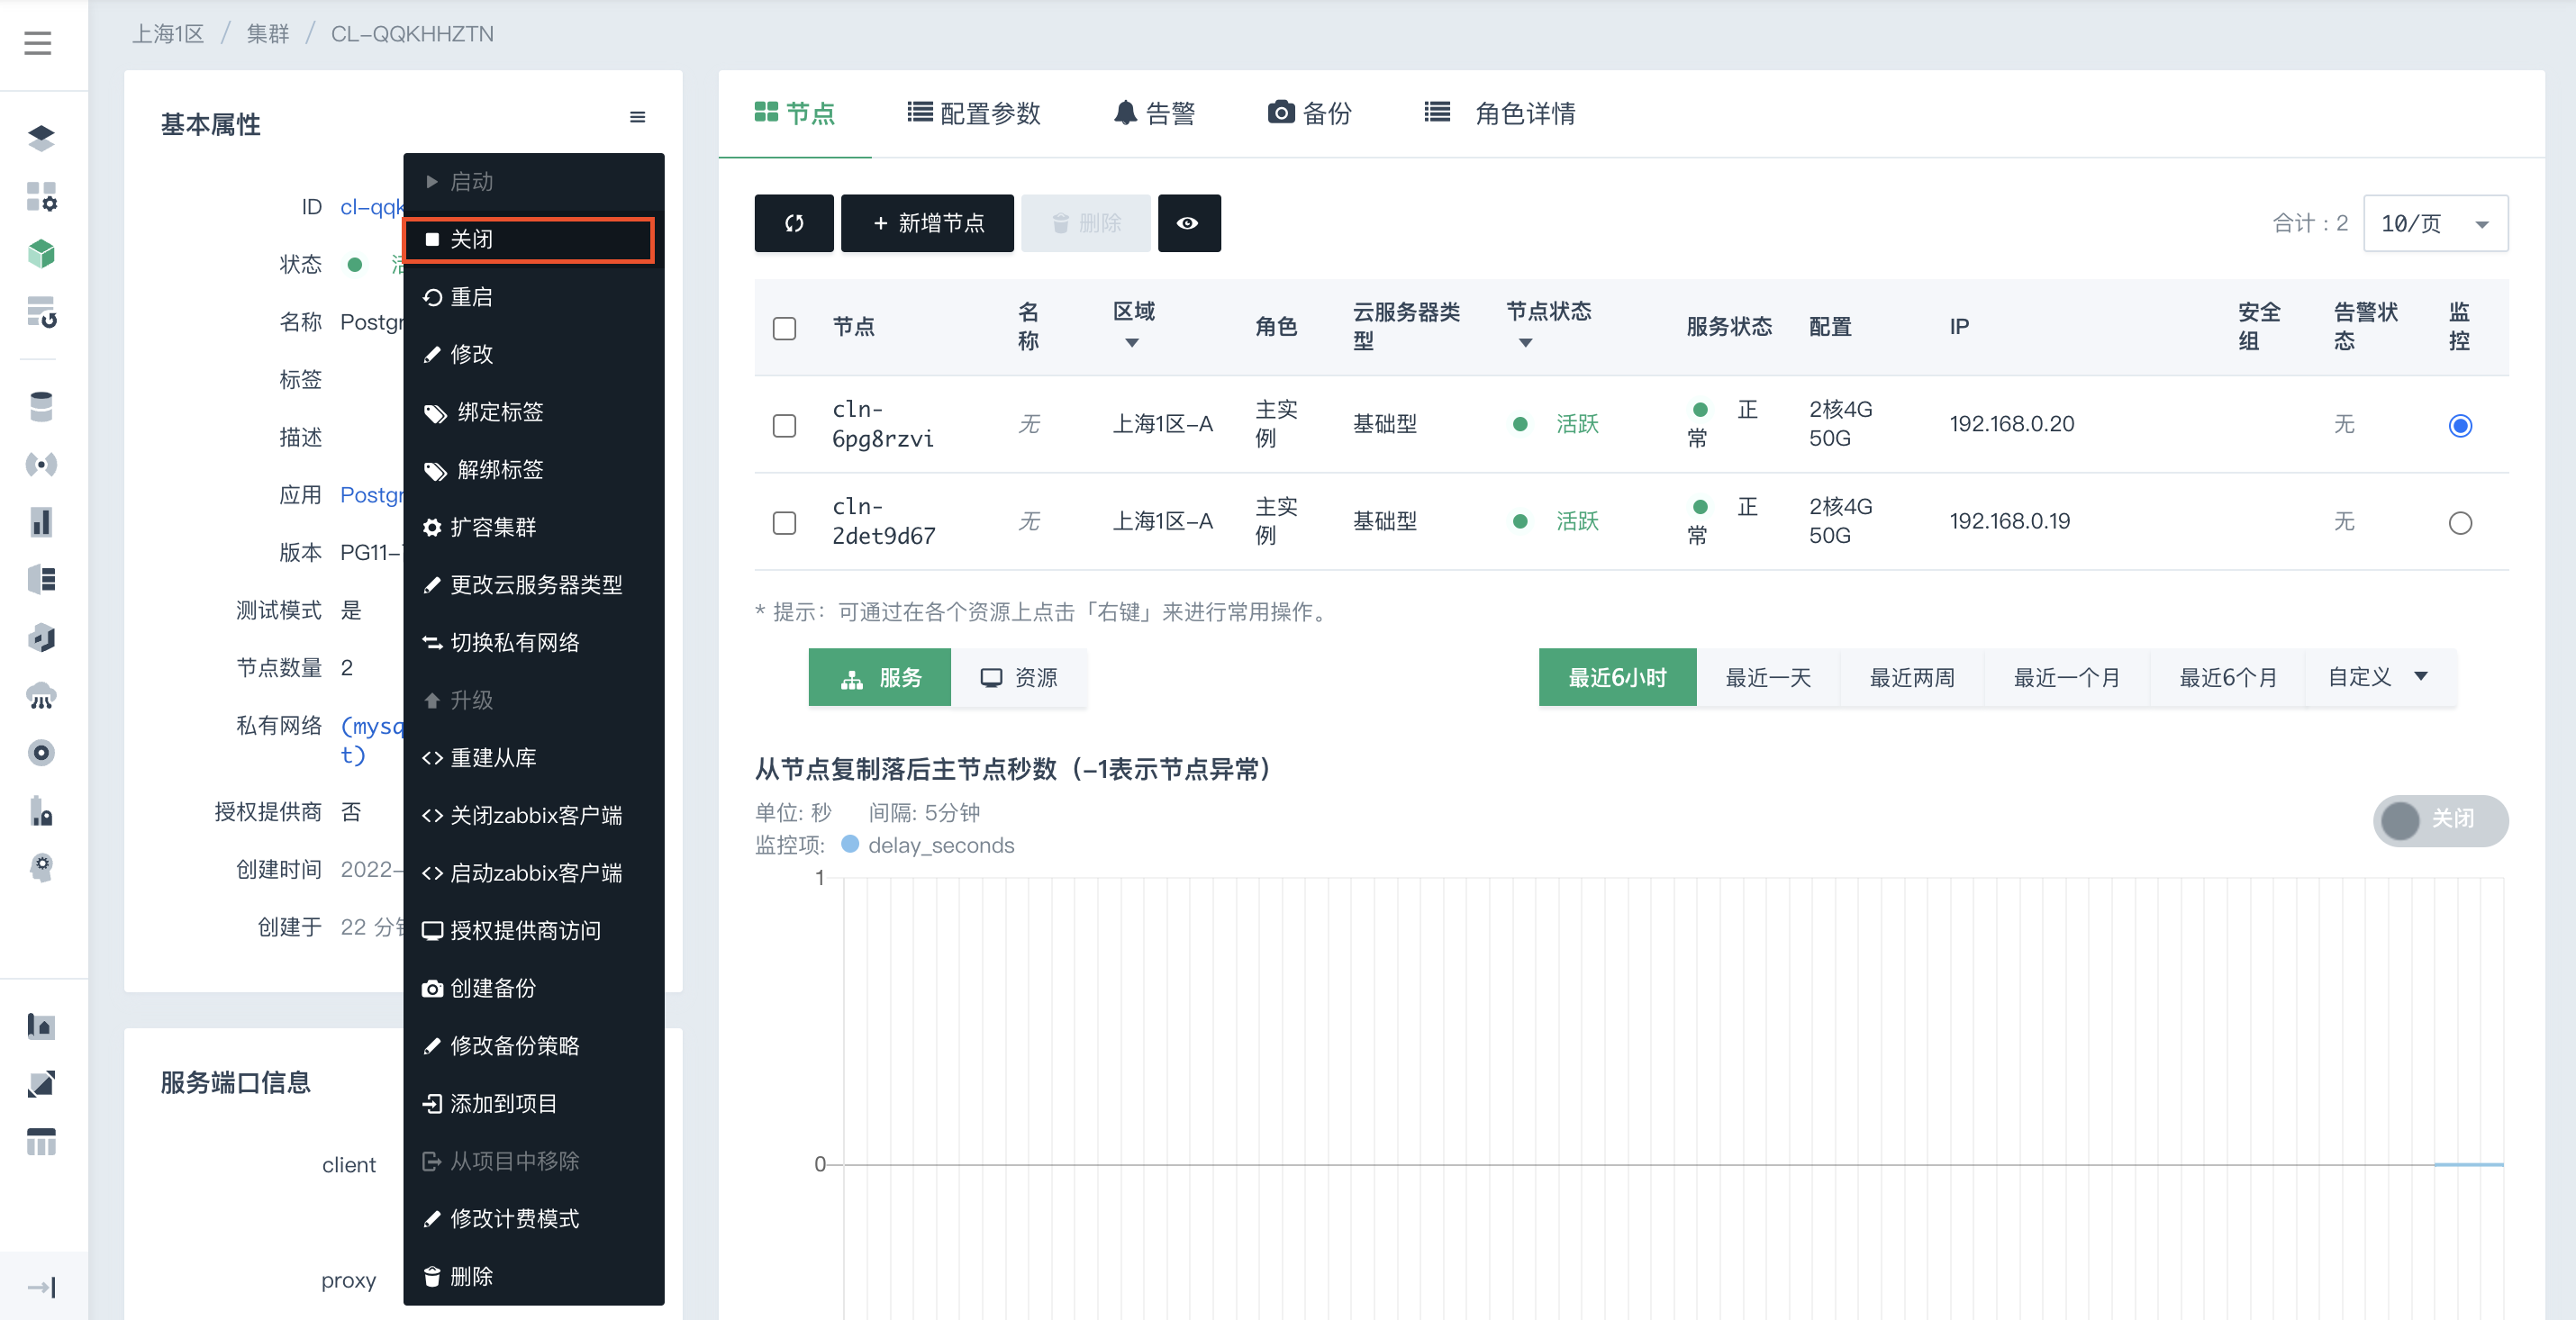 上海1区 / 集群 / CL-QQKHHZTN
基本属性
ID cl-qqk
状态 活
名称 Postgr
标签
描述
应用 Postgr
版本 PG11-
测试模式 是
节点数量 2
私有网络 (mysq
t)
授权提供商 否
创建时间 2022-
创建于 22 分钟
服务端口信息
client
proxy
启动
关闭
重启
修改
绑定标签
解绑标签
扩容集群
更改云服务器类型
切换私有网络
升级
重建从库
关闭zabbix客户端
启动zabbix客户端
授权提供商访问
创建备份
修改备份策略
添加到项目
从项目中移除
修改计费模式
删除
节点 配置参数 告警 备份 角色详情
+ 新增节点 删除 合计：2 10/页
节点 名称 区域 角色 云服务器类型 节点状态 服务状态 配置 IP 安全组 告警状态 监控
cln-6pg8rzvi 无 上海1区-A 主实例 基础型 活跃 正常 2核4G 50G 192.168.0.20 无
cln-2det9d67 无 上海1区-A 主实例 基础型 活跃 正常 2核4G 50G 192.168.0.19 无
* 提示：可通过在各个资源上点击「右键」来进行常用操作。
服务 资源 最近6小时 最近一天 最近两周 最近一个月 最近6个月 自定义
从节点复制落后主节点秒数（-1表示节点异常）
单位: 秒 间隔: 5分钟
关闭
监控项: delay_seconds
1
0